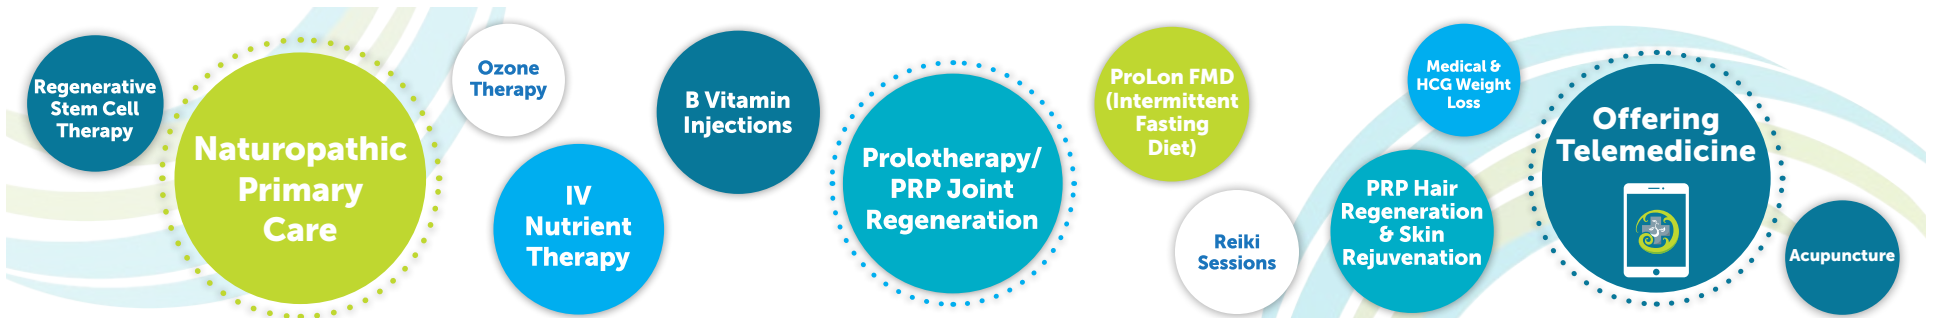 Regenerative
Stem Cell
Therapy
Naturopathic
Primary
Care
Ozone
Therapy
IV
Nutrient
Therapy
B Vitamin
Injections
Prolotherapy/
PRP Joint
Regeneration
ProLon FMD
(Intermittent
Fasting
Diet)
Reiki
Sessions
Medical &
HCG Weight
Loss
PRP Hair
Regeneration
& Skin
Rejuvenation
Offering
Telemedicine
Acupuncture